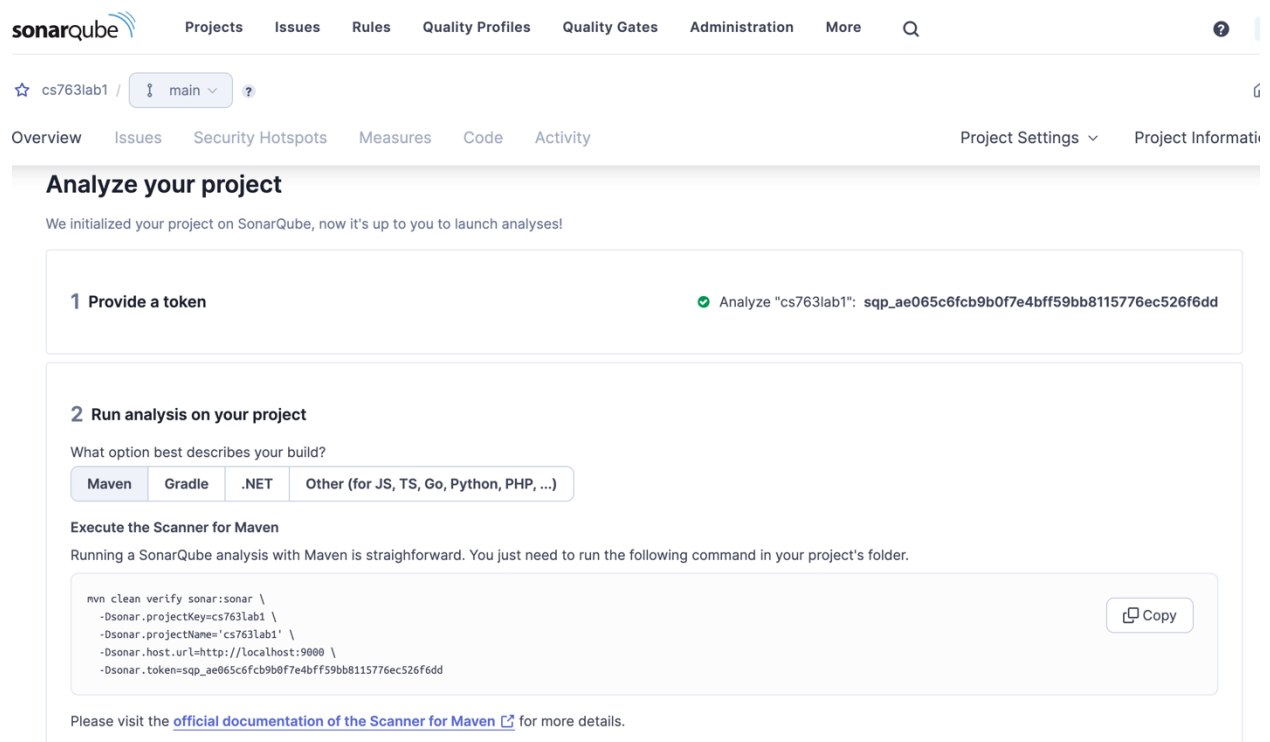 sonarqube Projects Issues Rules Quality Profiles Quality Gates Administration More ?
cs763lab1 / main ?
Overview Issues Security Hotspots Measures Code Activity Project Settings Project
Analyze your project
We initialized your project on SonarQube, now it's up to you to launch analyses!
1 Provide a token Analyze "cs763lab1": sqp_ae065c6fcb9b0f7e4bff59bb8115776ec526f6dd
2 Run analysis on your project
What option best describes your build?
Maven Gradle .NET Other (for JS, TS, Go, Python, PHP, ...)
Execute the Scanner for Maven
Running a SonarQube analysis with Maven is straighforward. You just need to run the following command in your project's folder.
mvn clean verify sonar:sonar \
-Dsonar.projectKey=cs763lab1 \
Copy
-Dsonar.projectName='cs763lab1' \
-Dsonar.host.url=http://localhost:9000 \
-Dsonar.token=sqp_ae065c6fcb9b0f7e4bff59bb8115776ec526f6dd
Please visit the official documentation of the Scanner for Maven for more details.